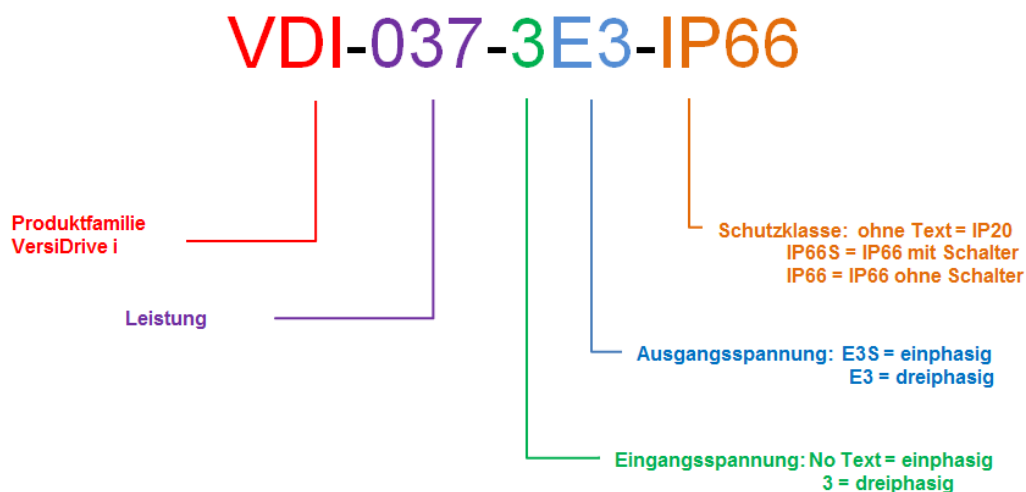 VDI-037-3E3-IP66
Produktfamilie
VersiDrive i
Schutzklasse: ohne Text = IP20
IP66S = IP66 mit Schalter
IP66 = IP66 ohne Schalter
Leistung
Ausgangsspannung: E3S = einphasig
E3 = dreiphasig
Eingangsspannung: No Text = einphasig
3 = dreiphasig